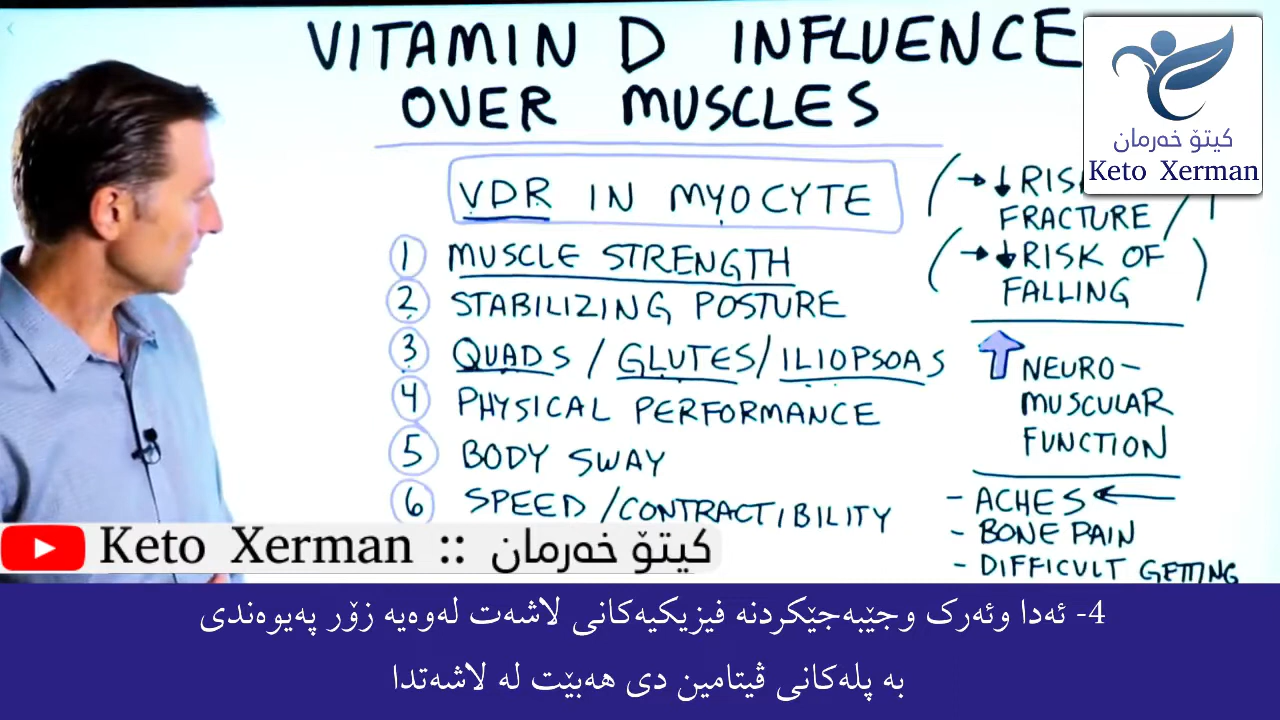 VITAMIN D INFLUENCE
OVER MUSCLES
کیتۆ خەرمان
Keto Xerman
VDR IN MYOCYTE
1 MUSCLE STRENGTH
2 STABILIZING POSTURE
3 QUADS / GLUTES / ILIOPSOAS
4 PHYSICAL PERFORMANCE
5 BODY SWAY
6 SPEED / CONTRACTIBILITY
→ ↓ RISK
FRACTURE
→ ↓ RISK OF
FALLING
↑ NEURO-
MUSCULAR
FUNCTION
- ACHES ←
- BONE PAIN
- DIFFICULT GETTING
Keto Xerman :: کیتۆ خەرمان
4- ئەدا وئەرک وجێبەجێکردنە فیزیکیەکانی لاشەت لەوەیە زۆر پەیوەندی
بە پلەکانی ڤیتامین دی هەبێت لە لاشەتدا